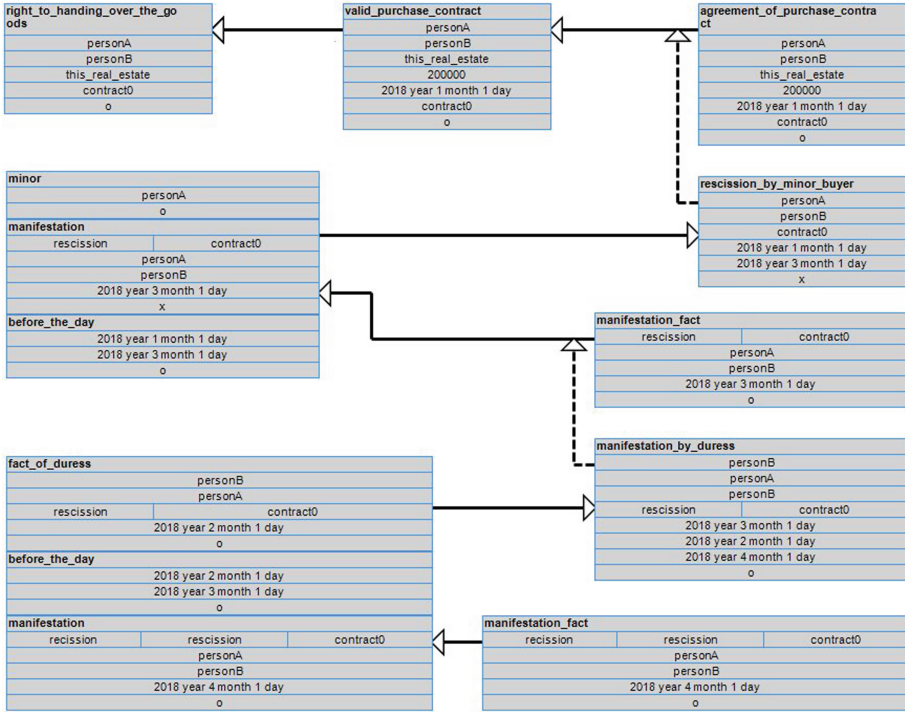 right_to_handing_over_the_go
ods
personA
personB
this_real_estate
contract0
o
valid_purchase_contract
personA
personB
this_real_estate
200000
2018 year 1 month 1 day
contract0
o
agreement_of_purchase_contra
ct
personA
personB
this_real_estate
200000
2018 year 1 month 1 day
contract0
o
minor
personA
o
manifestation
rescission contract0
personA
personB
2018 year 3 month 1 day
x
before_the_day
2018 year 1 month 1 day
2018 year 3 month 1 day
o
rescission_by_minor_buyer
personA
personB
contract0
2018 year 1 month 1 day
2018 year 3 month 1 day
x
manifestation_fact
rescission contract0
personA
personB
2018 year 3 month 1 day
o
fact_of_duress
personB
personA
rescission contract0
2018 year 2 month 1 day
o
before_the_day
2018 year 2 month 1 day
2018 year 3 month 1 day
o
manifestation
recission rescission contract0
personA
personB
2018 year 4 month 1 day
o
manifestation_by_duress
personB
personA
personB
rescission contract0
2018 year 3 month 1 day
2018 year 2 month 1 day
2018 year 4 month 1 day
o
manifestation_fact
recission rescission contract0
personA
personB
2018 year 4 month 1 day
o